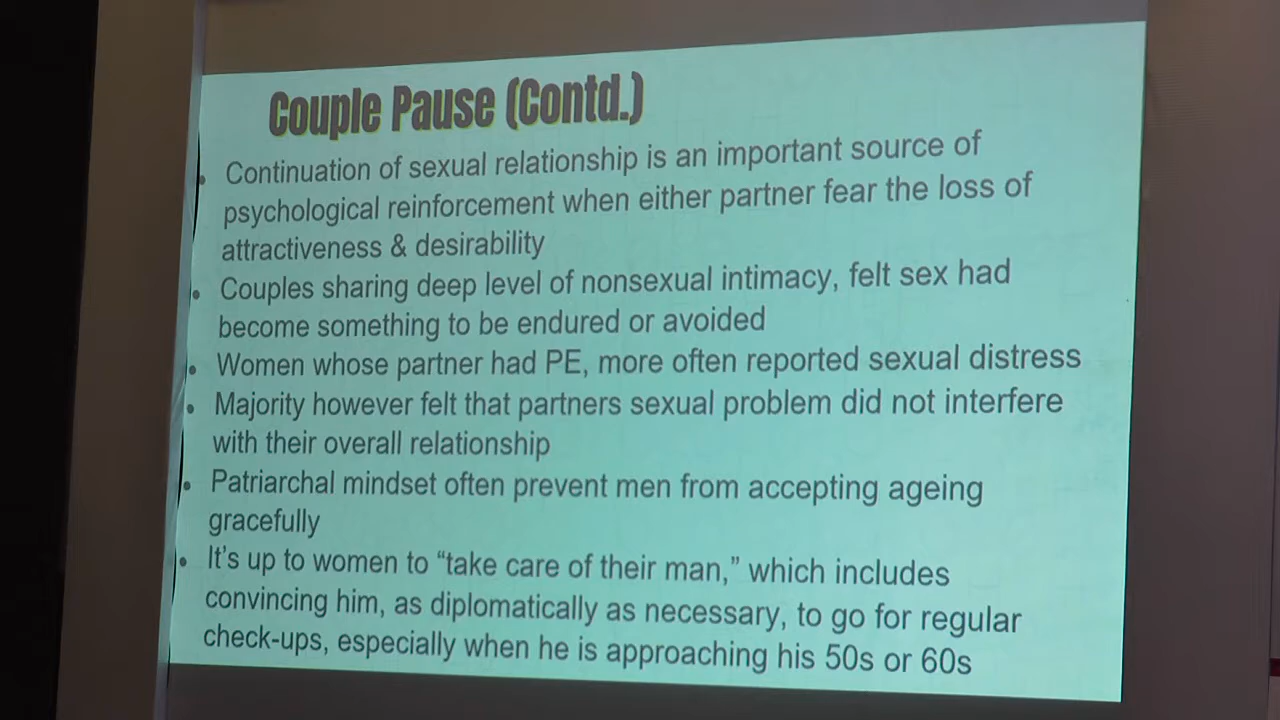 Couple Pause (Contd.)
• Continuation of sexual relationship is an important source of
psychological reinforcement when either partner fear the loss of
attractiveness & desirability
• Couples sharing deep level of nonsexual intimacy, felt sex had
become something to be endured or avoided
• Women whose partner had PE, more often reported sexual distress
• Majority however felt that partners sexual problem did not interfere
with their overall relationship
• Patriarchal mindset often prevent men from accepting ageing
gracefully
• It's up to women to “take care of their man,” which includes
convincing him, as diplomatically as necessary, to go for regular
check-ups, especially when he is approaching his 50s or 60s